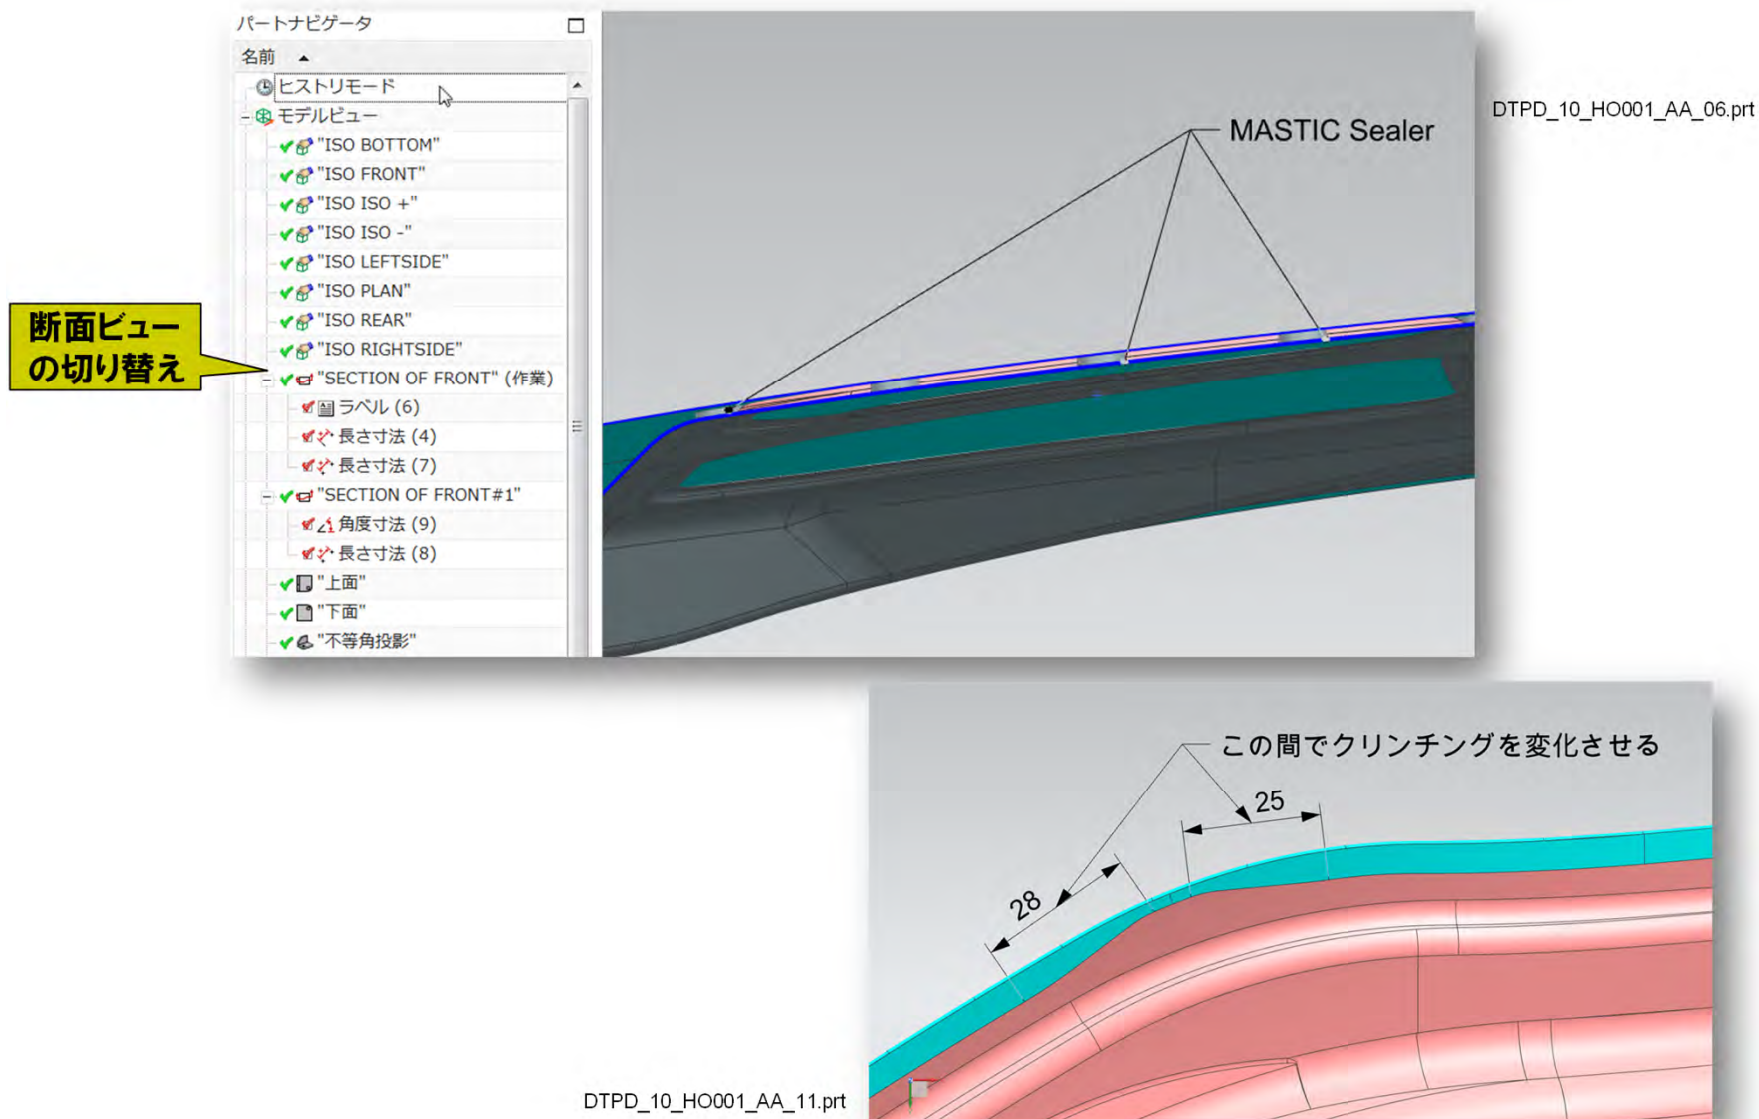 パートナビゲータ
名前
ヒストリモード
モデルビュー
"ISO BOTTOM"
"ISO FRONT"
"ISO ISO +"
"ISO ISO -"
"ISO LEFTSIDE"
"ISO PLAN"
"ISO REAR"
"ISO RIGHTSIDE"
"SECTION OF FRONT" (作業)
ラベル (6)
長さ寸法 (4)
長さ寸法 (7)
"SECTION OF FRONT#1"
角度寸法 (9)
長さ寸法 (8)
"上面"
"下面"
"不等角投影"
断面ビュー
の切り替え
MASTIC Sealer
DTPD_10_HO001_AA_06.prt
この間でクリンチングを変化させる
25
28
DTPD_10_HO001_AA_11.prt